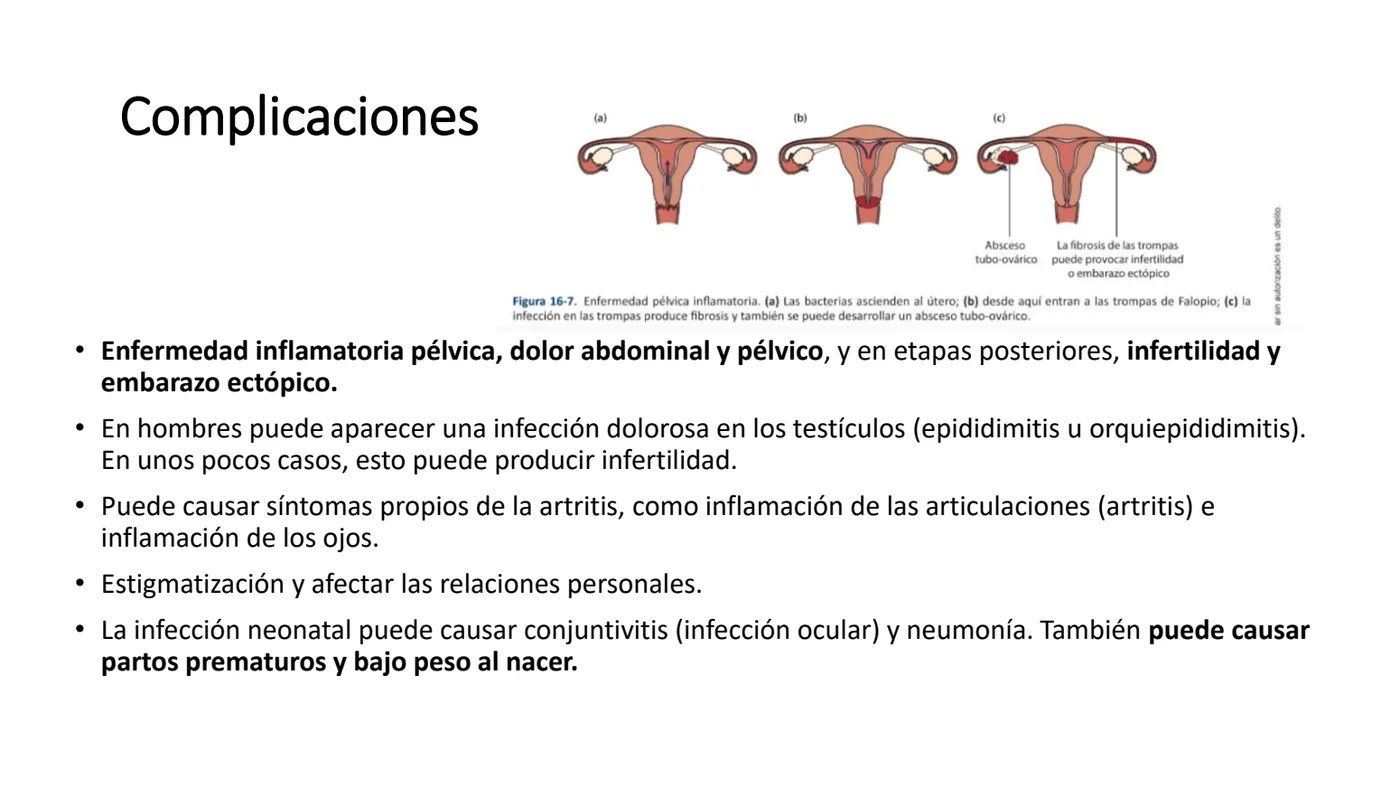 Complicaciones
(a)
(b)
(c)
Absceso
tubo-ovárico
La fibrosis de las trompas
puede provocar infertilidad
o embarazo ectópico
ar sin autorización es un delito.
Figura 16-7. Enfermedad pélvica inflamatoria. (a) Las bacterias ascienden al útero; (b) desde aquí entran a las trompas de Falopio; (c) la
infección en las trompas produce fibrosis y también se puede desarrollar un absceso tubo-ovárico.
• Enfermedad inflamatoria pélvica, dolor abdominal y pélvico, y en etapas posteriores, infertilidad y
embarazo ectópico.
• En hombres puede aparecer una infección dolorosa en los testículos (epididimitis u orquiepididimitis).
En unos pocos casos, esto puede producir infertilidad.
• Puede causar síntomas propios de la artritis, como inflamación de las articulaciones (artritis) e
inflamación de los ojos.
• Estigmatización y afectar las relaciones personales.
• La infección neonatal puede causar conjuntivitis (infección ocular) y neumonía. También puede causar
partos prematuros y bajo peso al nacer.